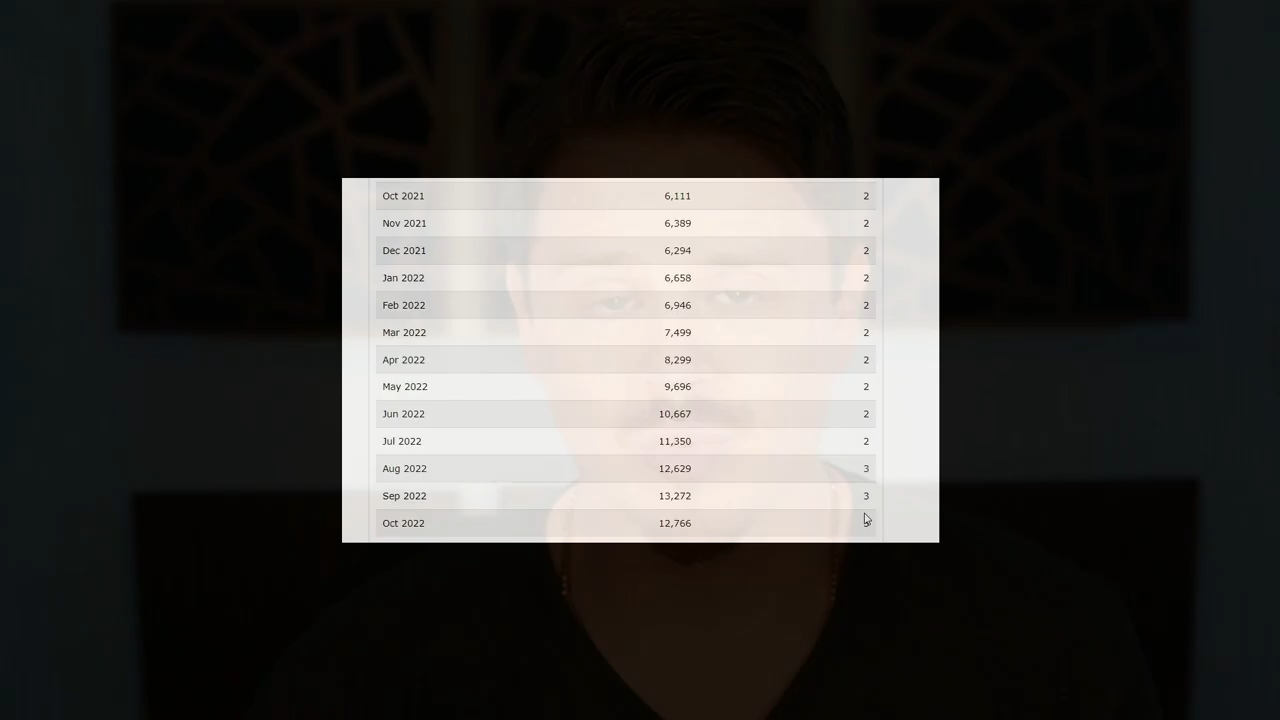 Oct 2021 6,111 2
Nov 2021 6,389 2
Dec 2021 6,294 2
Jan 2022 6,658 2
Feb 2022 6,946 2
Mar 2022 7,499 2
Apr 2022 8,299 2
May 2022 9,696 2
Jun 2022 10,667 2
Jul 2022 11,350 2
Aug 2022 12,629 3
Sep 2022 13,272 3
Oct 2022 12,766